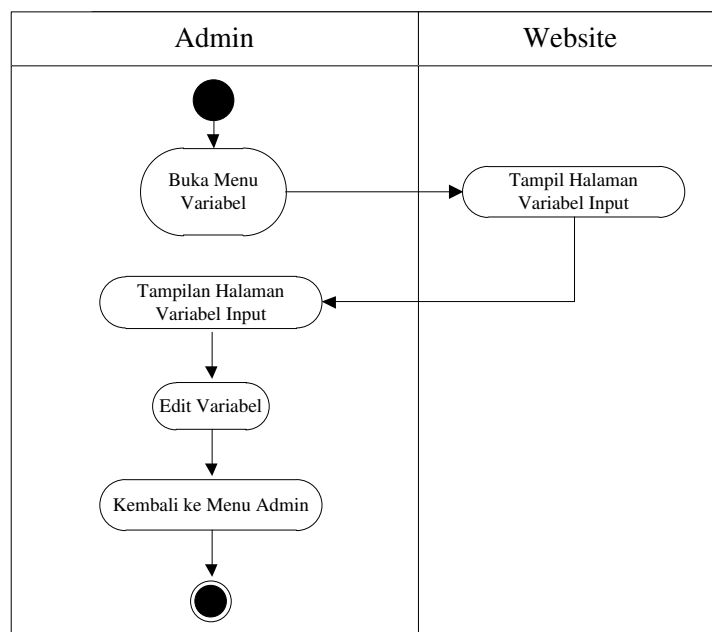 Admin
Website
Buka Menu
Variabel
Tampil Halaman
Variabel Input
Tampilan Halaman
Variabel Input
Edit Variabel
Kembali ke Menu Admin